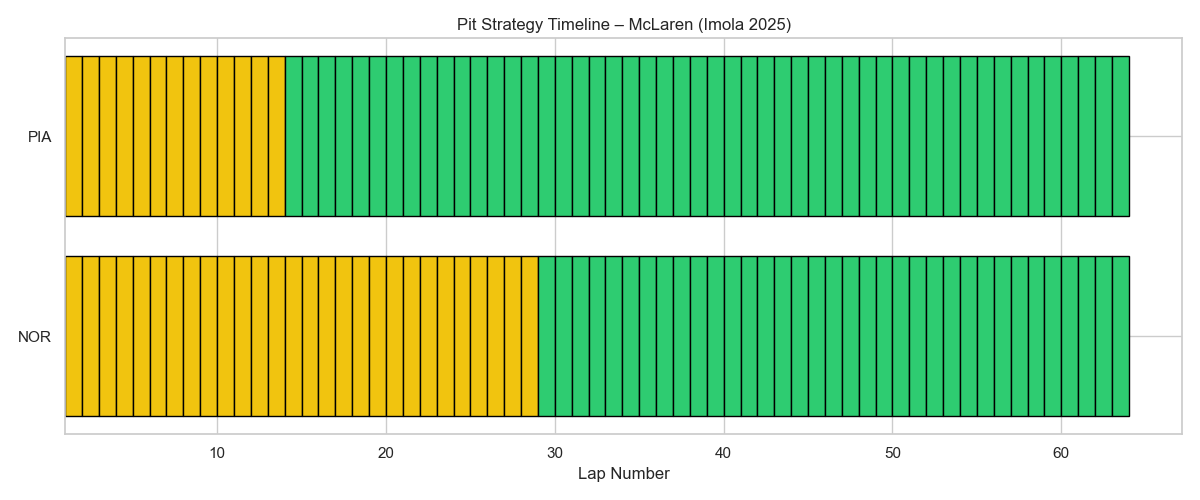 Pit Strategy Timeline – McLaren (Imola 2025)
PIA
NOR
10 20 30 40 50 60
Lap Number